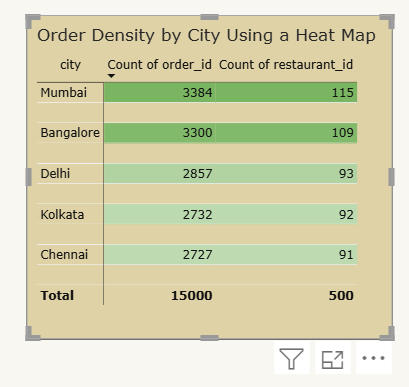 Order Density by City Using a Heat Map
city Count of order_id Count of restaurant_id
Mumbai 3384 115
Bangalore 3300 109
Delhi 2857 93
Kolkata 2732 92
Chennai 2727 91
Total 15000 500